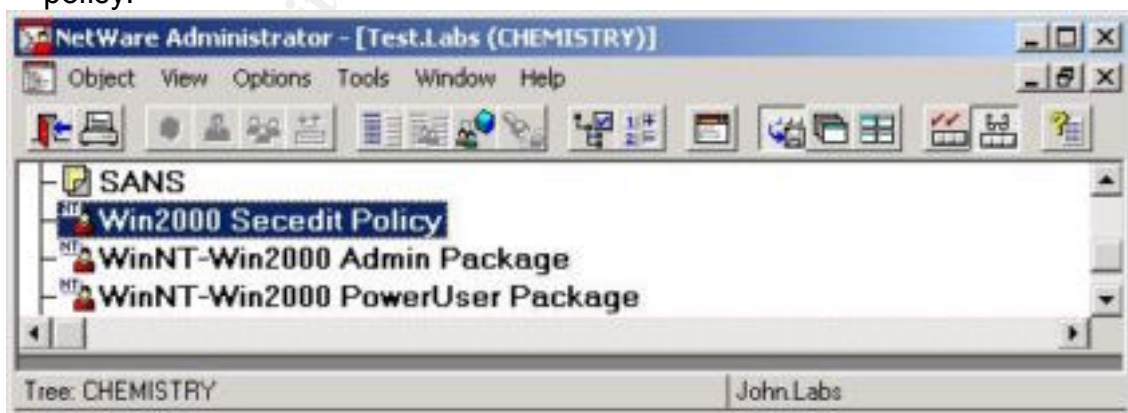 policy.
NetWare Administrator - [Test.Labs (CHEMISTRY)]
Object View Options Tools Window Help
SANS
Win2000 Secedit Policy
WinNT-Win2000 Admin Package
WinNT-Win2000 PowerUser Package
Tree: CHEMISTRY
John.Labs